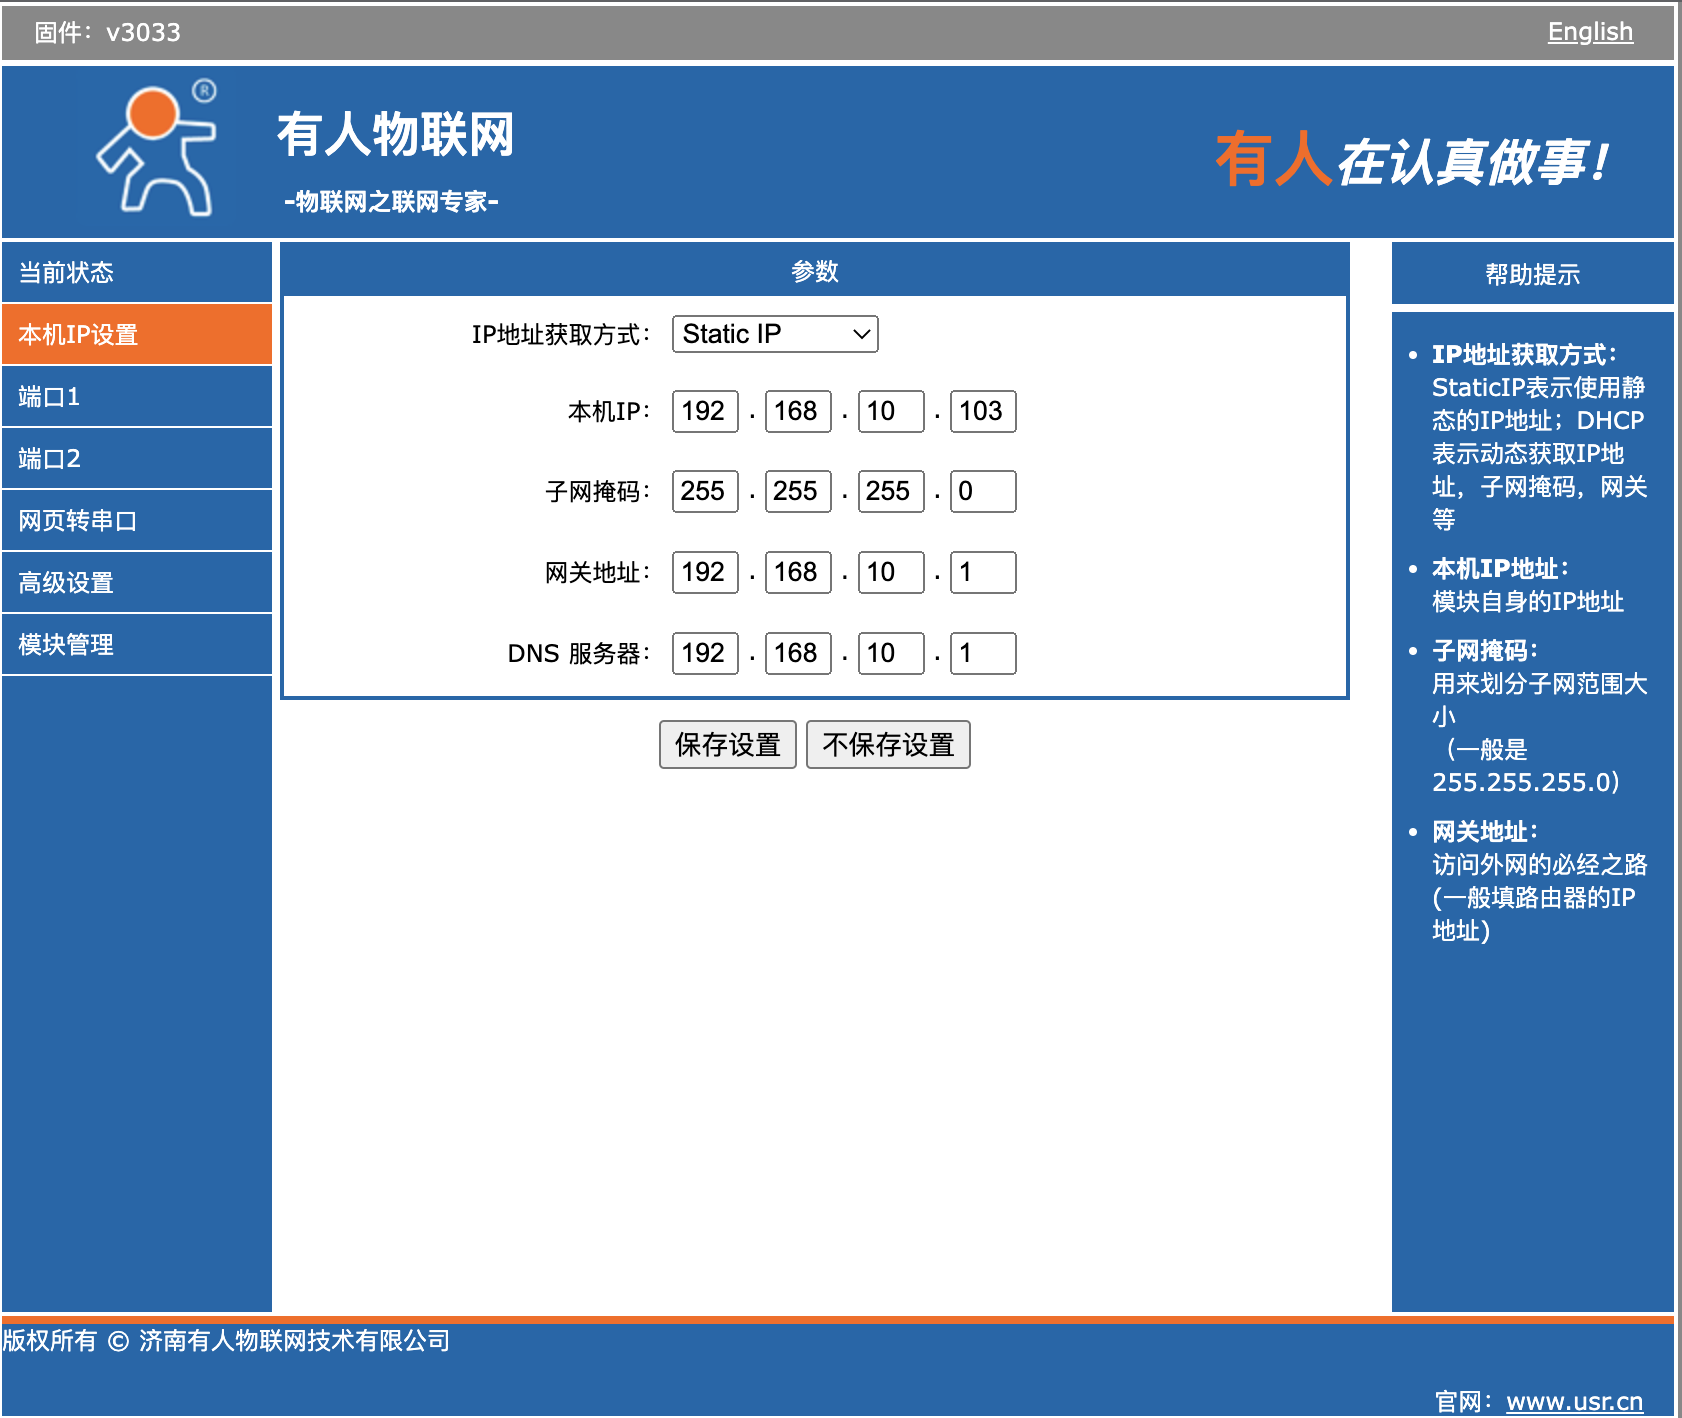 固件：v3033
English
®
有人物联网
-物联网之联网专家-
有人在认真做事！
当前状态
本机IP设置
端口1
端口2
网页转串口
高级设置
模块管理
参数
IP地址获取方式： Static IP
本机IP： 192 . 168 . 10 . 103
子网掩码： 255 . 255 . 255 . 0
网关地址： 192 . 168 . 10 . 1
DNS 服务器： 192 . 168 . 10 . 1
保存设置 不保存设置
帮助提示
• IP地址获取方式：
StaticIP表示使用静
态的IP地址；DHCP
表示动态获取IP地
址，子网掩码，网关
等
• 本机IP地址：
模块自身的IP地址
• 子网掩码：
用来划分子网范围大
小
（一般是
255.255.255.0）
• 网关地址：
访问外网的必经之路
(一般填路由器的IP
地址)
版权所有 © 济南有人物联网技术有限公司
官网：www.usr.cn